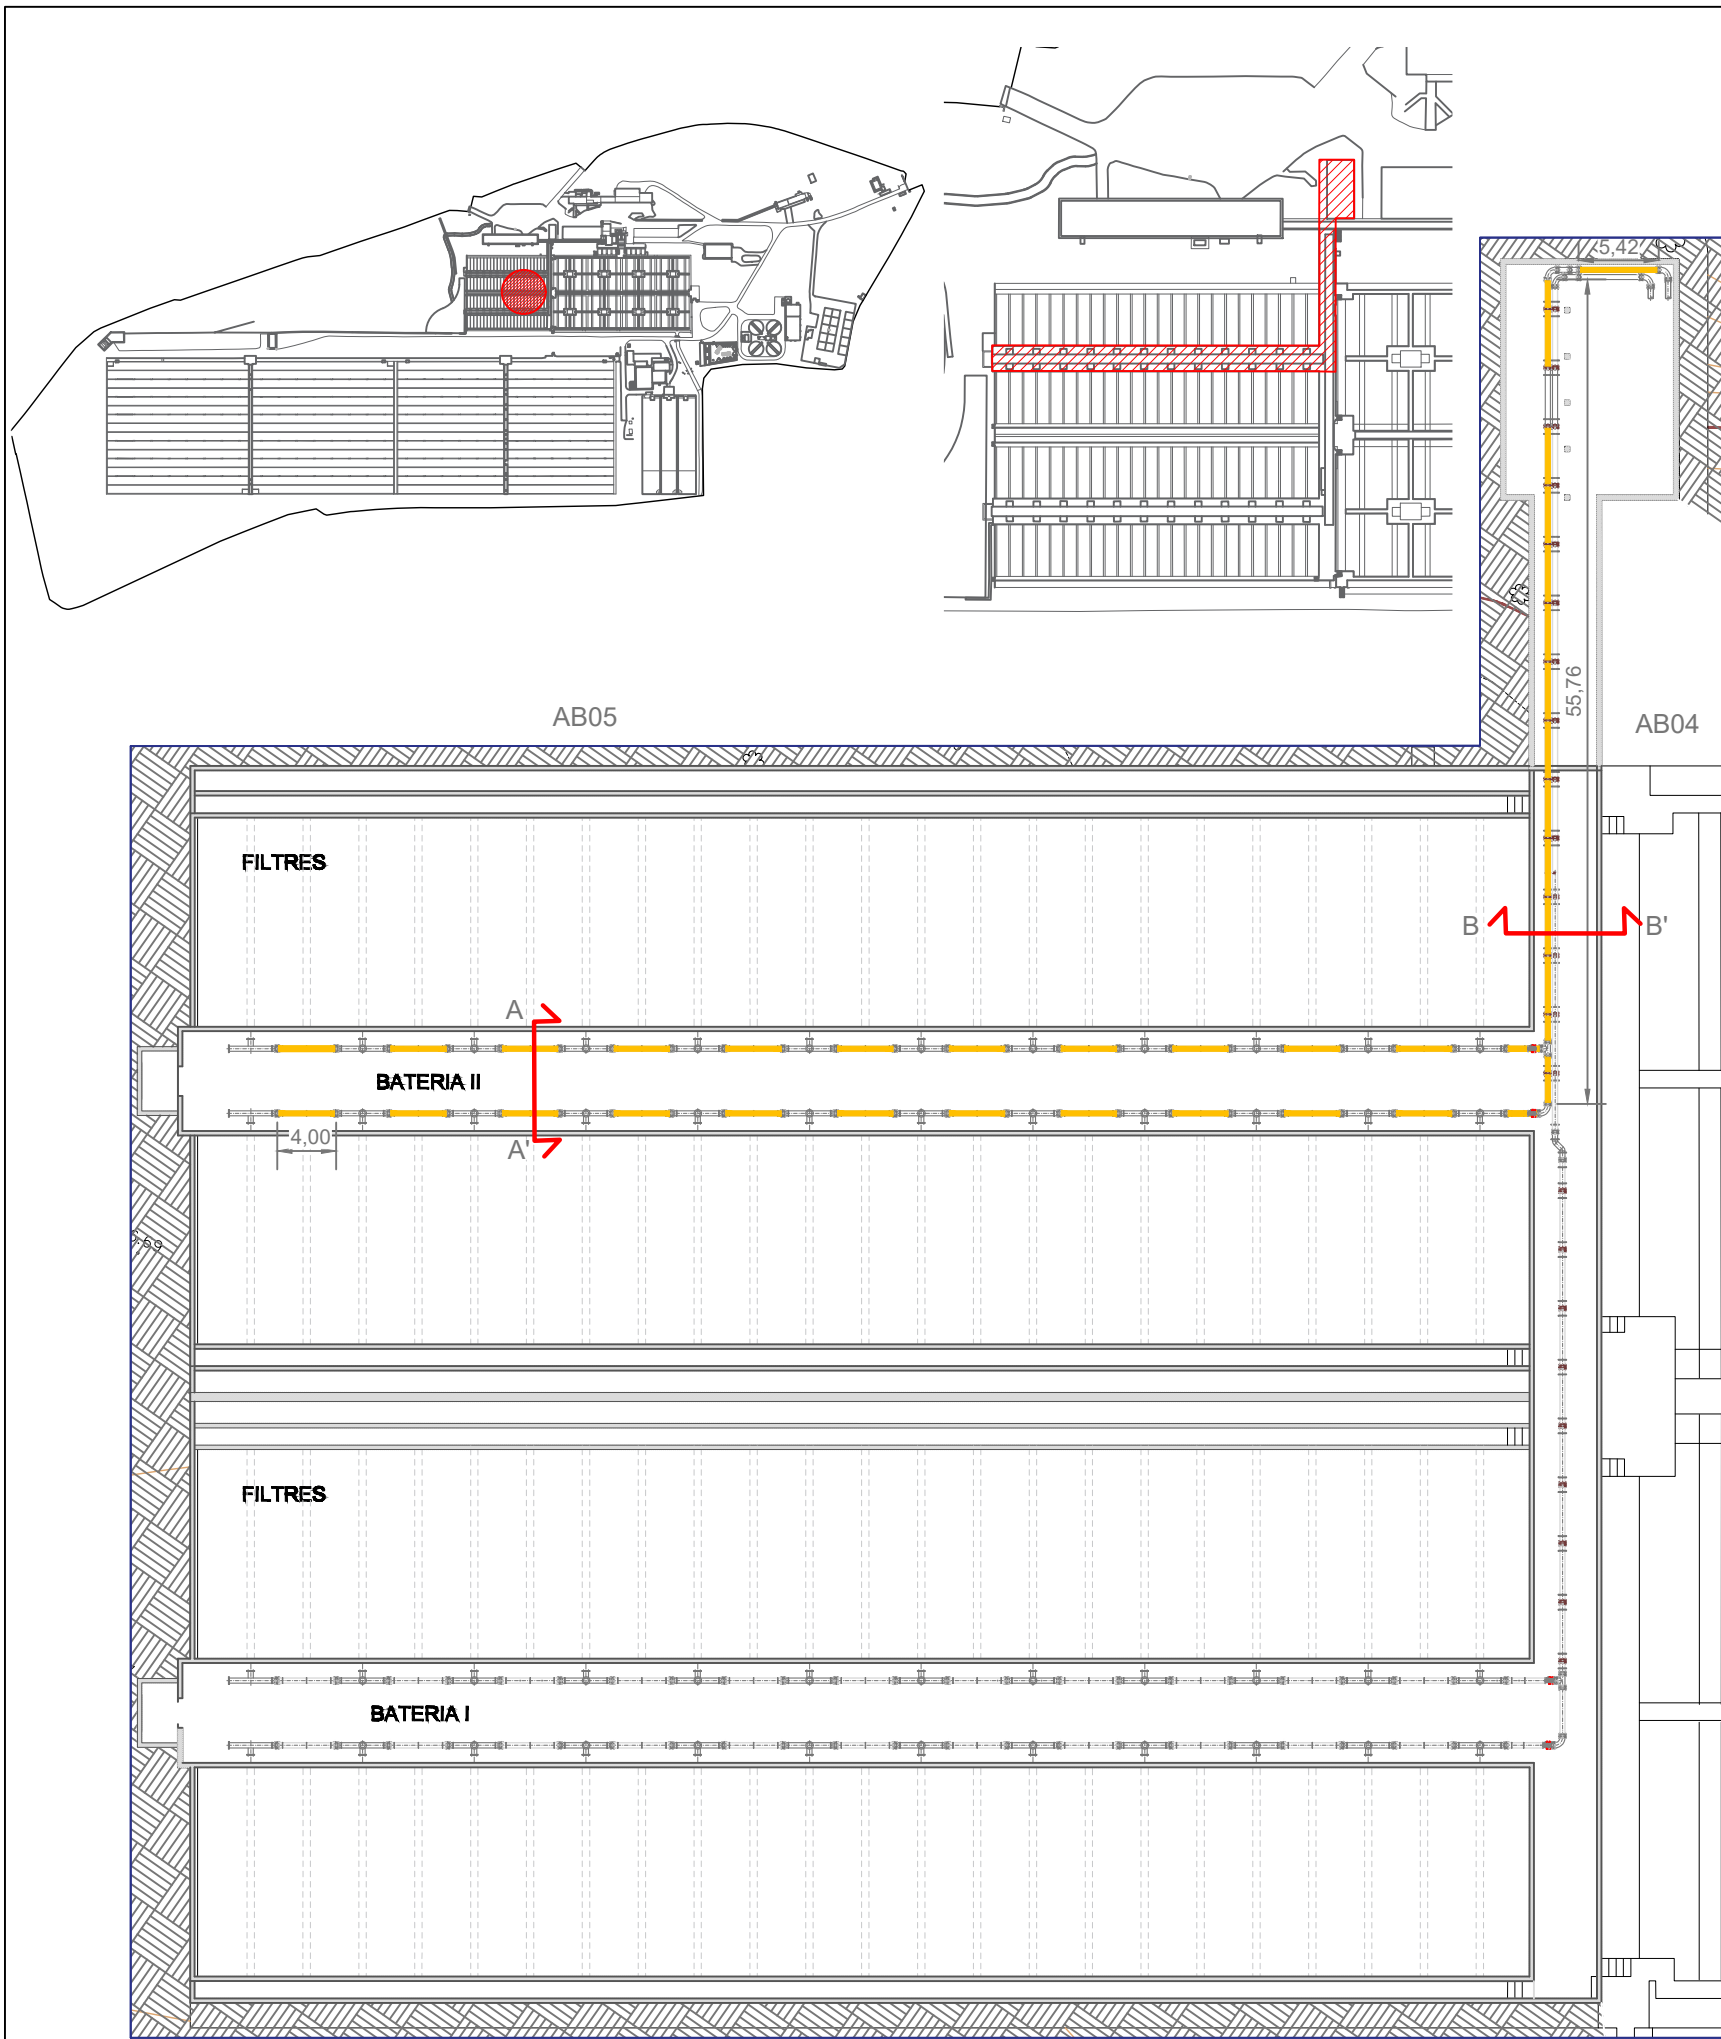 5,42
55,76
AB05
AB04
FILTRES
B
B'
A
BATERIA II
4,00
A'
FILTRES
BATERIA I